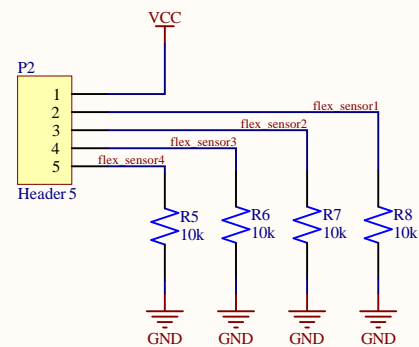 VCC
P2
1
2
3
4
5
flex_sensor1
flex_sensor2
flex_sensor3
flex_sensor4
Header 5
R5
10k
R6
10k
R7
10k
R8
10k
GND
GND
GND
GND